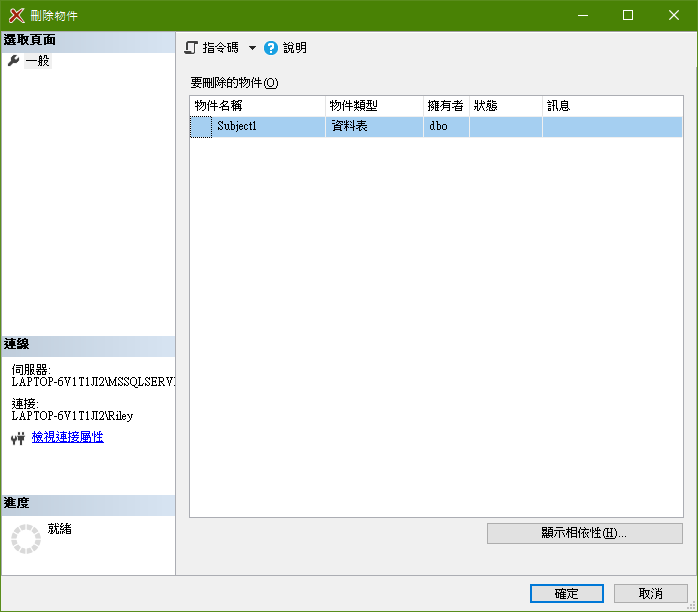 刪除物件
選取頁面
一般
指令碼
說明
要刪除的物件(O)
物件名稱 物件類型 擁有者 狀態 訊息
Subject1 資料表 dbo
連線
伺服器:
LAPTOP-6V1T1JI2\MSSQLSERV
連接:
LAPTOP-6V1T1JI2\Riley
檢視連接屬性
進度
就緒
顯示相依性(H)...
確定 取消